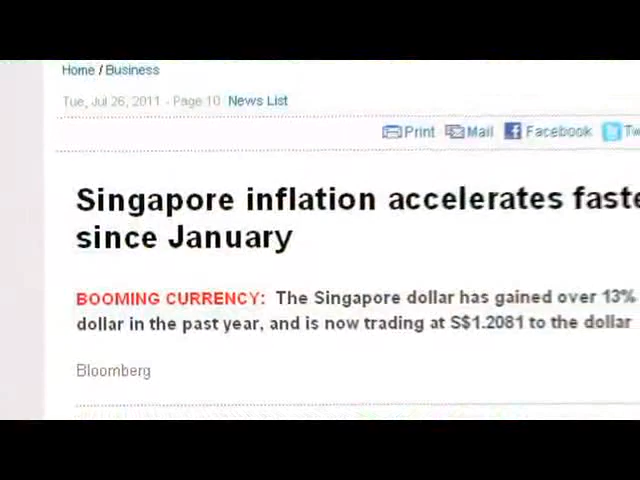 Home / Business
Tue, Jul 26, 2011 - Page 10 News List
Print Mail Facebook
Singapore inflation accelerates
since January
BOOMING CURRENCY: The Singapore dollar has gained over 13%
dollar in the past year, and is now trading at S$1.2081 to the dollar
Bloomberg